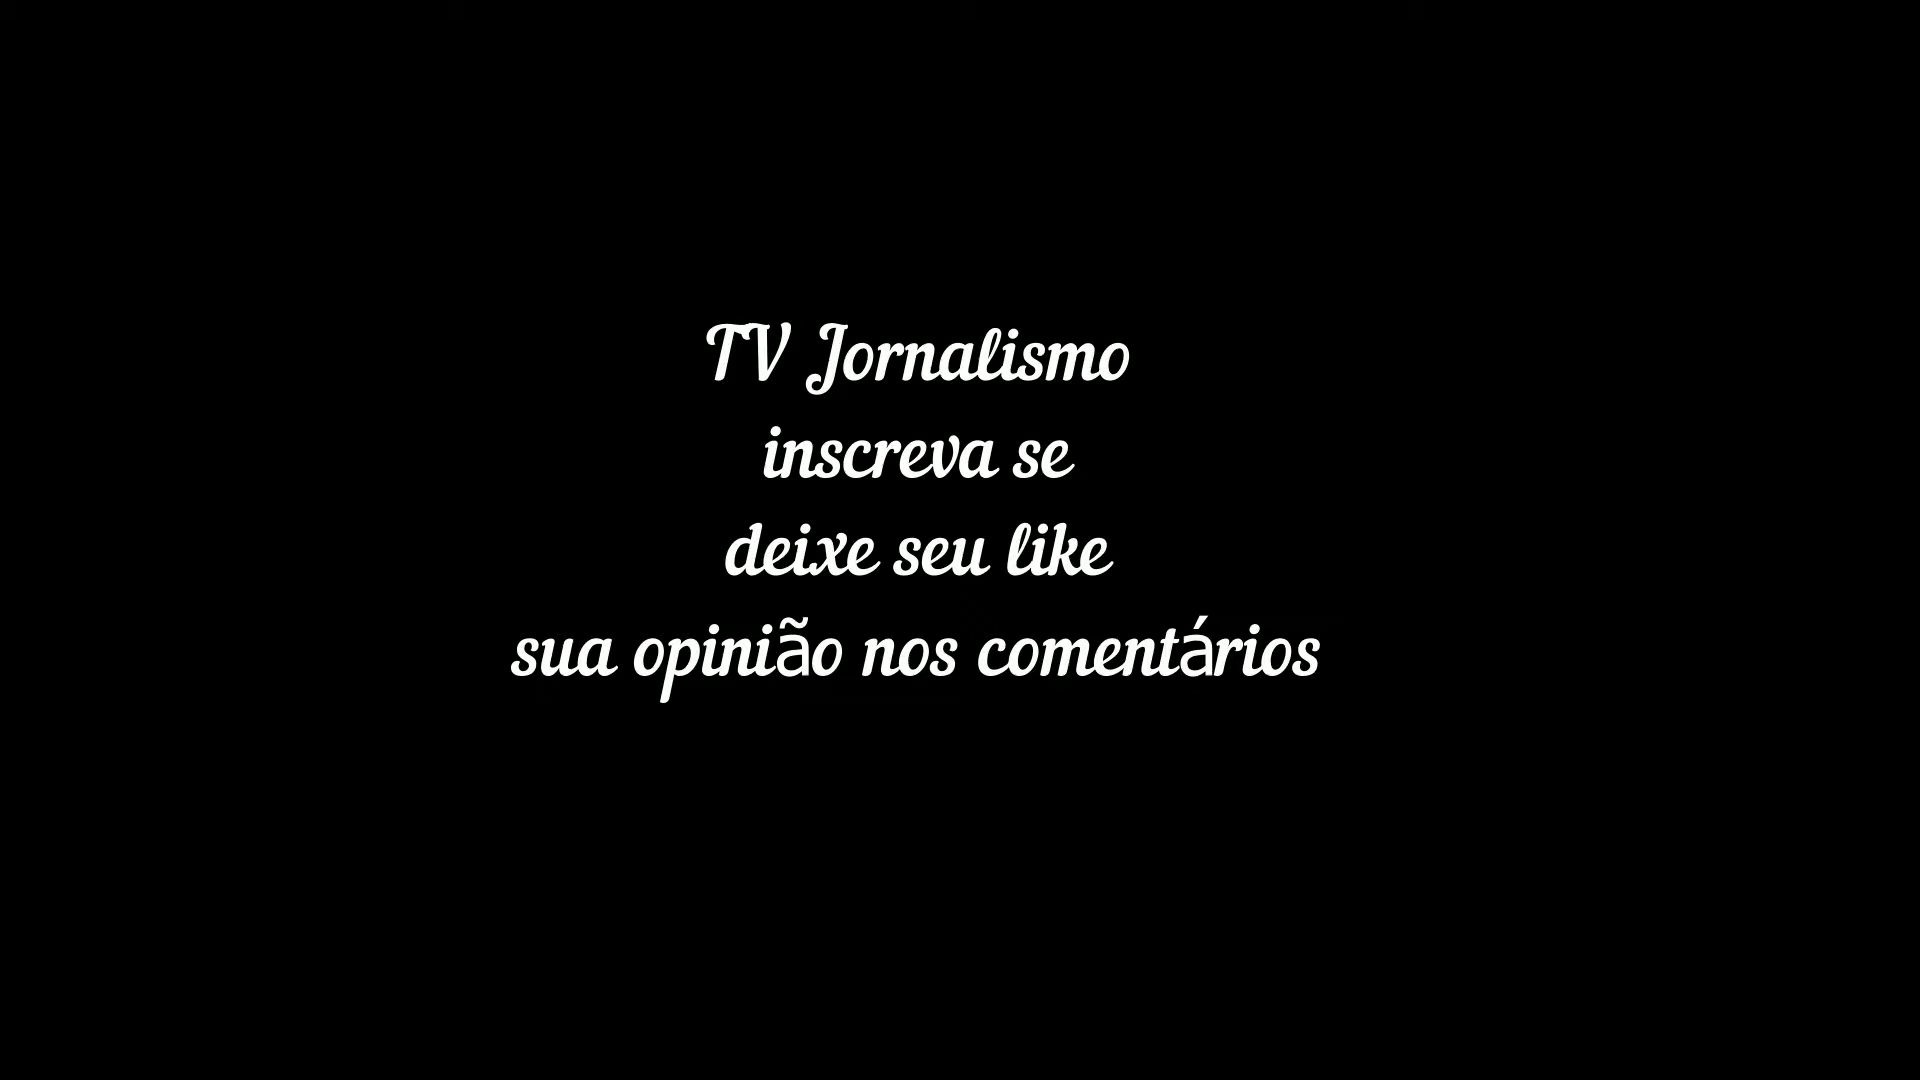 TV Jornalismo
inscreva se
deixe seu like
sua opinião nos comentários